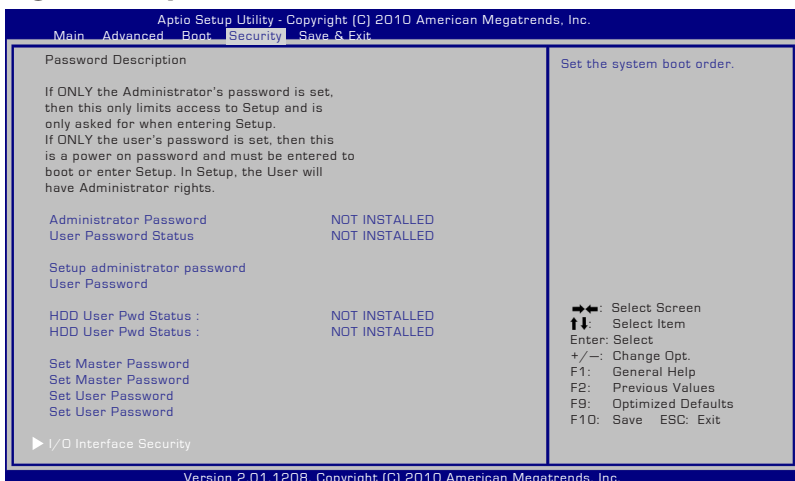 Aptio Setup Utility - Copyright (C) 2010 American Megatrends, Inc.
Main Advanced Boot Security Save & Exit
Password Description
If ONLY the Administrator's password is set,
then this only limits access to Setup and is
only asked for when entering Setup.
If ONLY the user's password is set, then this
is a power on password and must be entered to
boot or enter Setup. In Setup, the User will
have Administrator rights.
Administrator Password NOT INSTALLED
User Password Status NOT INSTALLED
Setup administrator password
User Password
HDD User Pwd Status : NOT INSTALLED
HDD User Pwd Status : NOT INSTALLED
Set Master Password
Set Master Password
Set User Password
Set User Password
▶ I/O Interface Security
Set the system boot order.
→←: Select Screen
↑↓: Select Item
Enter: Select
+/−: Change Opt.
F1: General Help
F2: Previous Values
F9: Optimized Defaults
F10: Save ESC: Exit
Version 2.01.1208. Copyright (C) 2010 American Megatrends, Inc.